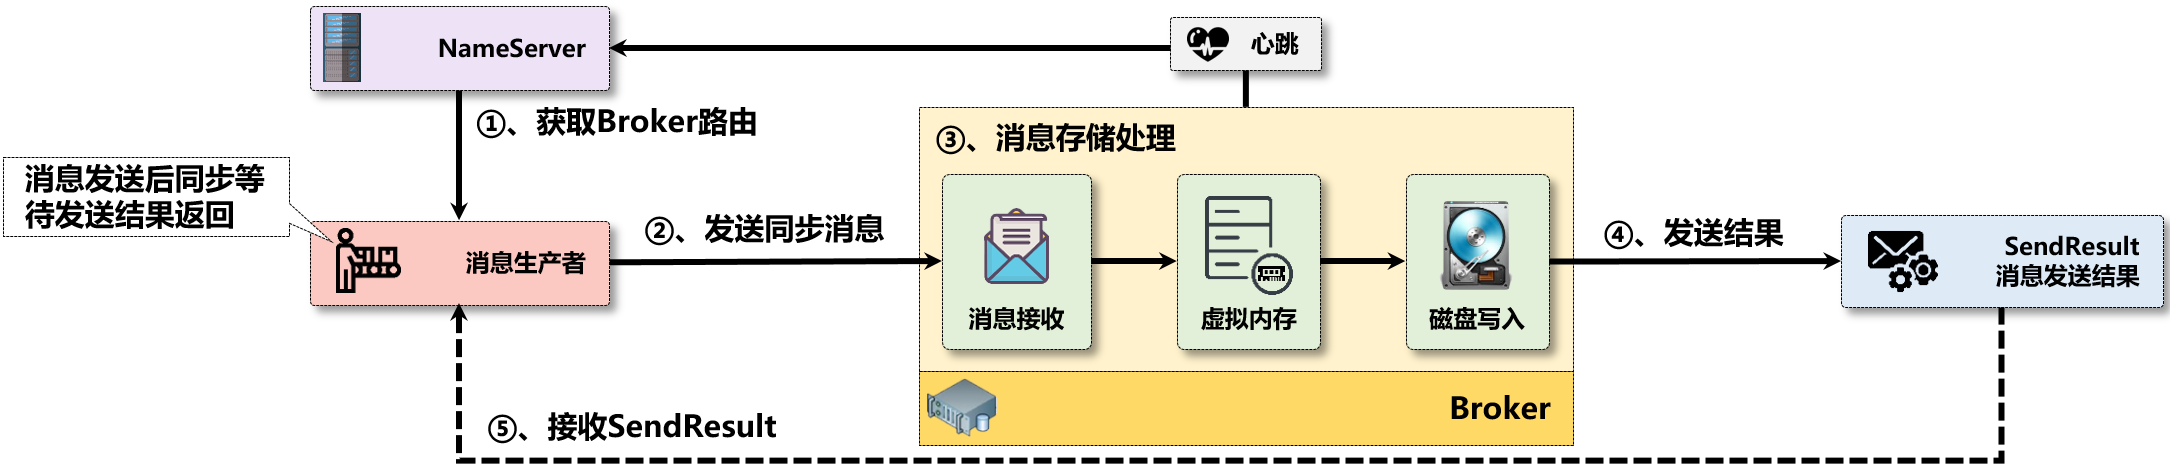 NameServer
心跳
①、获取Broker路由
③、消息存储处理
消息发送后同步等
待发送结果返回
消息生产者
②、发送同步消息
消息接收
虚拟内存
磁盘写入
④、发送结果
SendResult
消息发送结果
Broker
⑤、接收SendResult